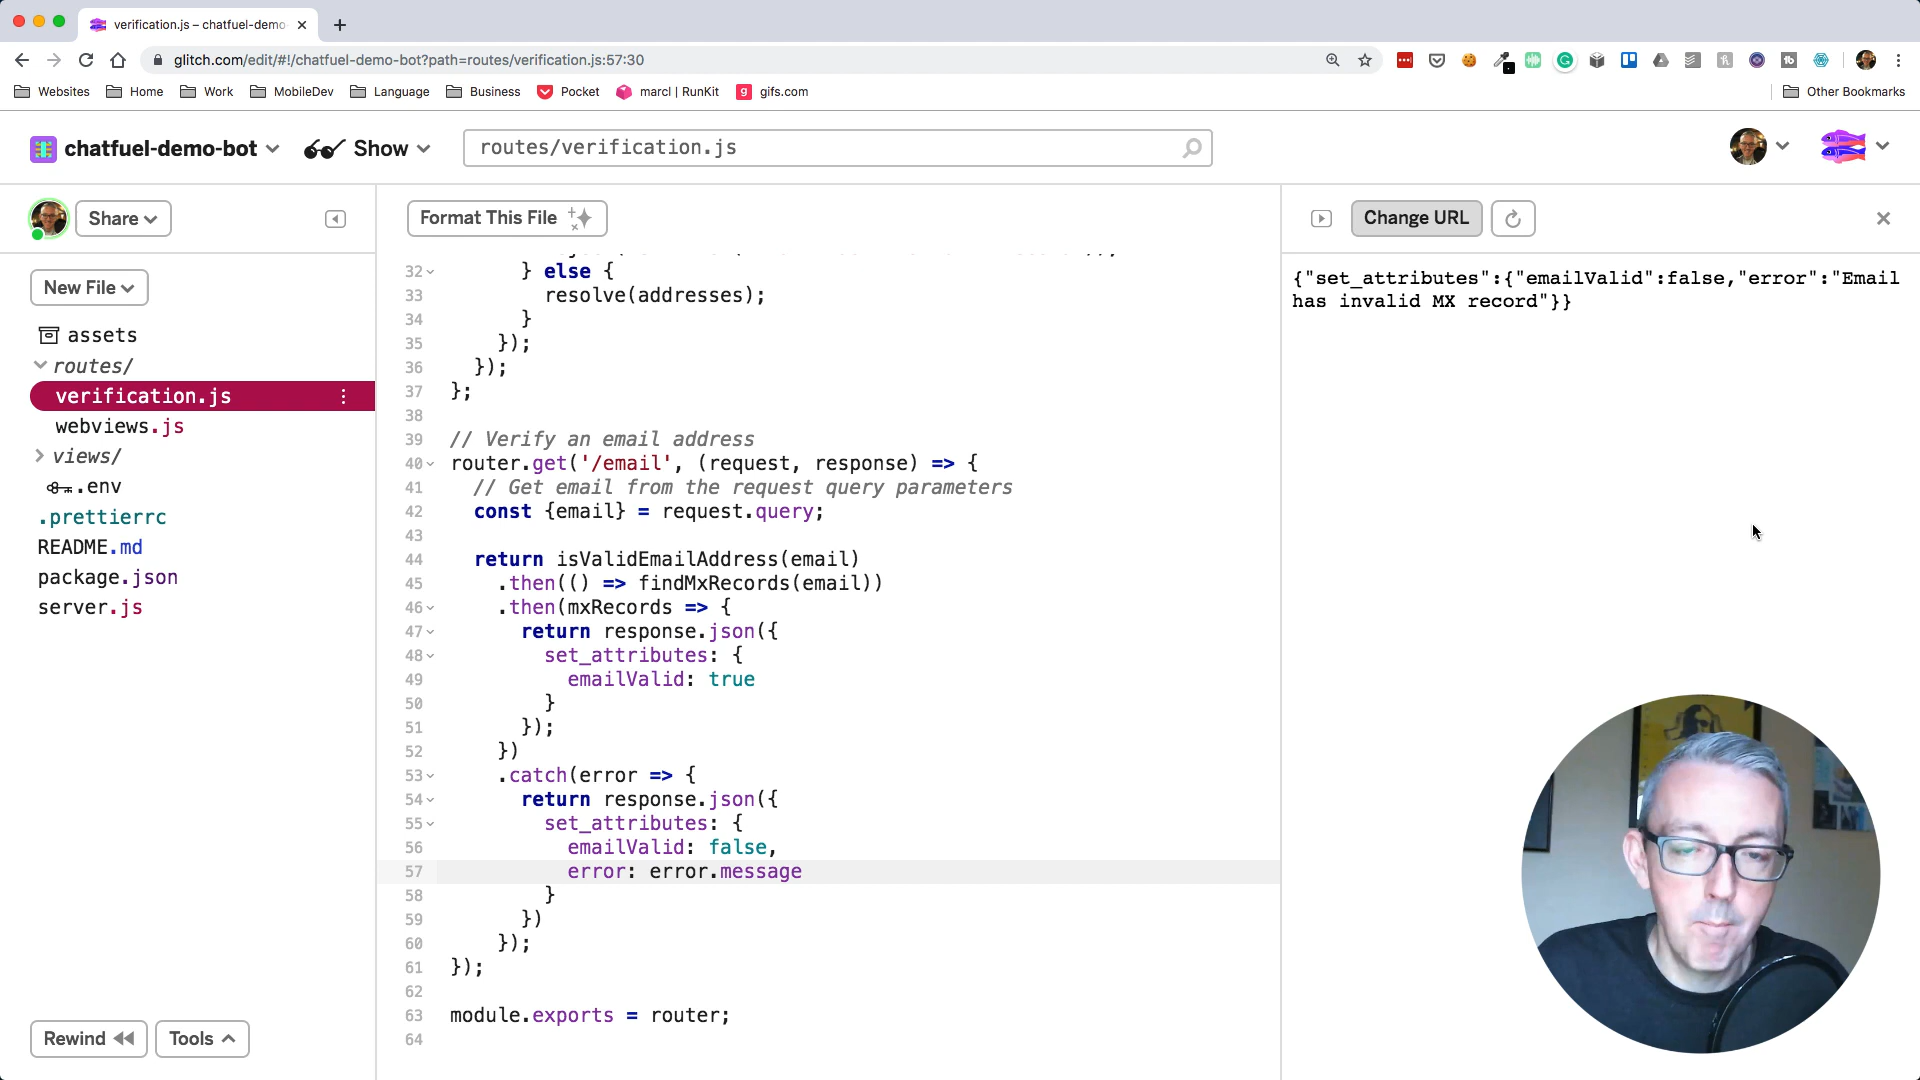 verification.js – chatfuel-demo
glitch.com/edit/#!/chatfuel-demo-bot?path=routes/verification.js:57:30
Websites
Home
Work
MobileDev
Language
Business
Pocket
marcl | RunKit
gifs.com
Other Bookmarks
chatfuel-demo-bot
Show
routes/verification.js
Share
Format This File
Change URL
New File
assets
routes/
verification.js
webviews.js
views/
.env
.prettierrc
README.md
package.json
server.js
Rewind
Tools
32 } else {
33 resolve(addresses);
34 }
35 });
36 });
37 };
38
39 // Verify an email address
40 router.get('/email', (request, response) => {
41 // Get email from the request query parameters
42 const {email} = request.query;
43
44 return isValidEmailAddress(email)
45 .then(() => findMxRecords(email))
46 .then(mxRecords => {
47 return response.json({
48 set_attributes: {
49 emailValid: true
50 }
51 });
52 })
53 .catch(error => {
54 return response.json({
55 set_attributes: {
56 emailValid: false,
57 error: error.message
58 }
59 })
60 });
61 });
62
63 module.exports = router;
64
{"set_attributes":{"emailValid":false,"error":"Email
has invalid MX record"}}